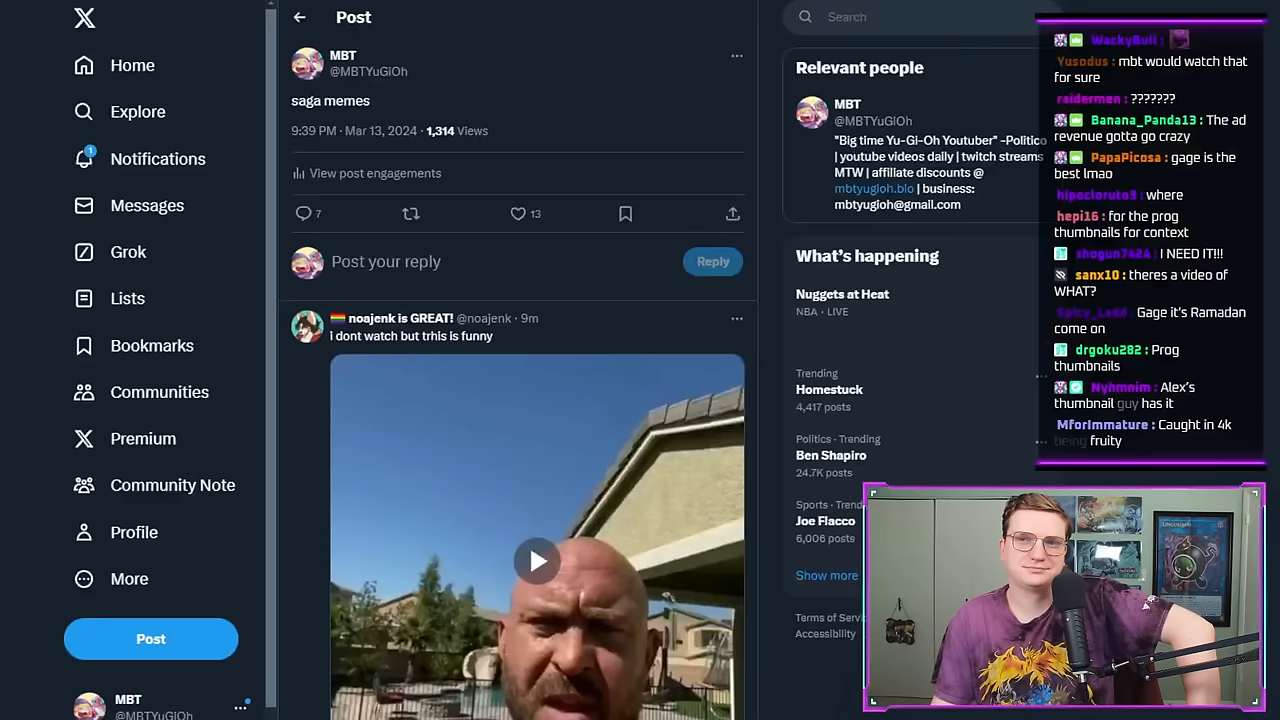 Home
Explore
1
Notifications
Messages
Grok
Lists
Bookmarks
Communities
Premium
Community Note
Profile
More
Post
MBT
@MBTYuGiOh
Post
MBT
@MBTYuGiOh
saga memes
9:39 PM · Mar 13, 2024 · 1,314 Views
View post engagements
7
13
Post your reply
Reply
noajenk is GREAT! @noajenk · 9m
I dont watch but trhis is funny
Search
Relevant people
MBT
@MBTYuGiOh
"Big time Yu-Gi-Oh Youtuber" -Politico
| youtube videos daily | twitch streams
MTW | affiliate discounts @
mbtyugioh.bio | business:
mbtyugioh@gmail.com
What's happening
Nuggets at Heat
NBA · LIVE
Trending
Homestuck
4,417 posts
Politics · Trending
Ben Shapiro
24.7K posts
Sports · Trend
Joe Flacco
6,006 posts
Show more
Terms of Servi
Accessibility
WackyBull :
Yusodus : mbt would watch that
for sure
raidermen : ???????
Banana_Panda13 : The ad
revenue gotta go crazy
PapaPicosa : gage is the
best lmao
hipocloruto3 : where
hepi16 : for the prog
thumbnails for context
shogun7424 : I NEED IT!!!
sanx10 : theres a video of
WHAT?
Spicy_Ladd : Gage it's Ramadan
come on
drgoku282 : Prog
thumbnails
Nyhmnim : Alex's
thumbnail guy has it
MforImmature : Caught in 4k
being fruity